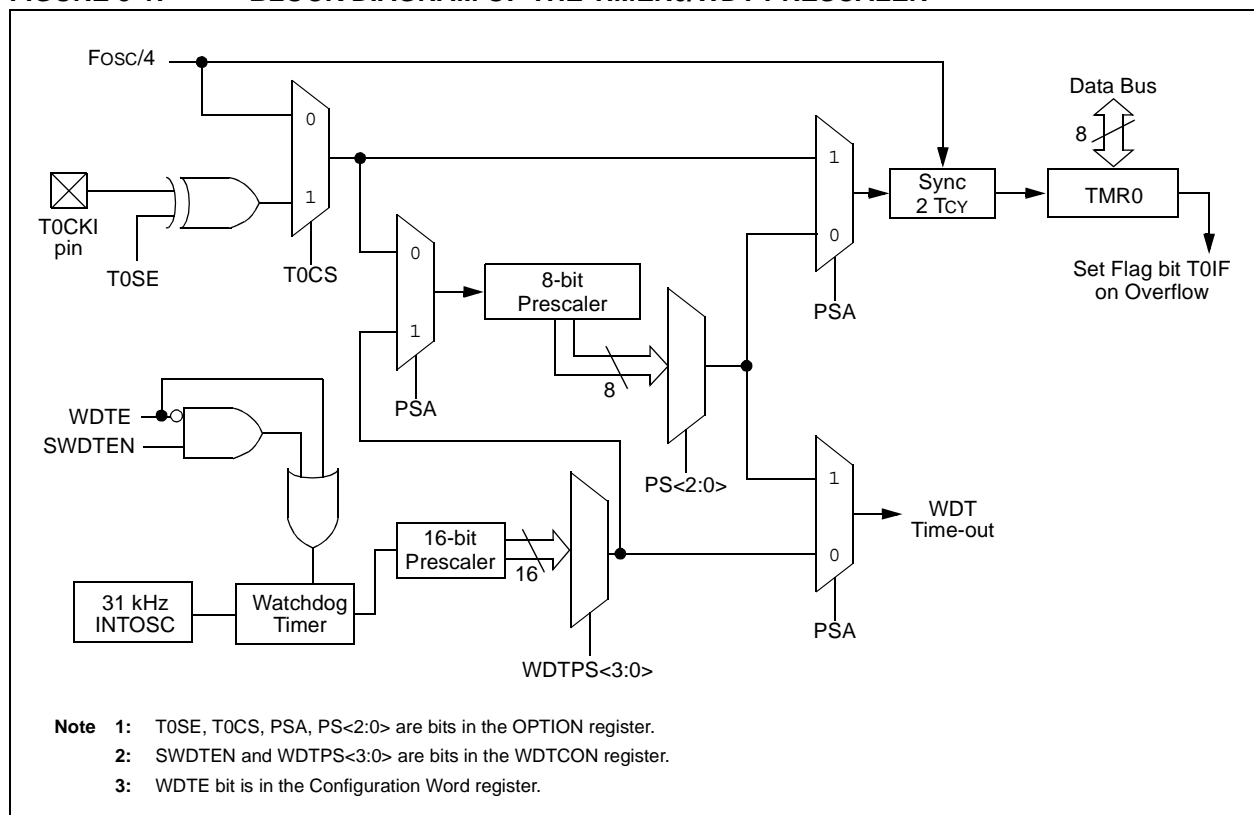 FOSC/4
Data Bus
8
0
1
T0CKI
pin
T0SE
T0CS
1
0
PSA
Sync
2 TCY
TMR0
Set Flag bit T0IF
on Overflow
0
1
PSA
8-bit
Prescaler
8
PS<2:0>
WDTE
SWDTEN
1
0
PSA
WDT
Time-out
16-bit
Prescaler
16
31 kHz
INTOSC
Watchdog
Timer
WDTPS<3:0>
Note 1: T0SE, T0CS, PSA, PS<2:0> are bits in the OPTION register.
2: SWDTEN and WDTPS<3:0> are bits in the WDTCON register.
3: WDTE bit is in the Configuration Word register.